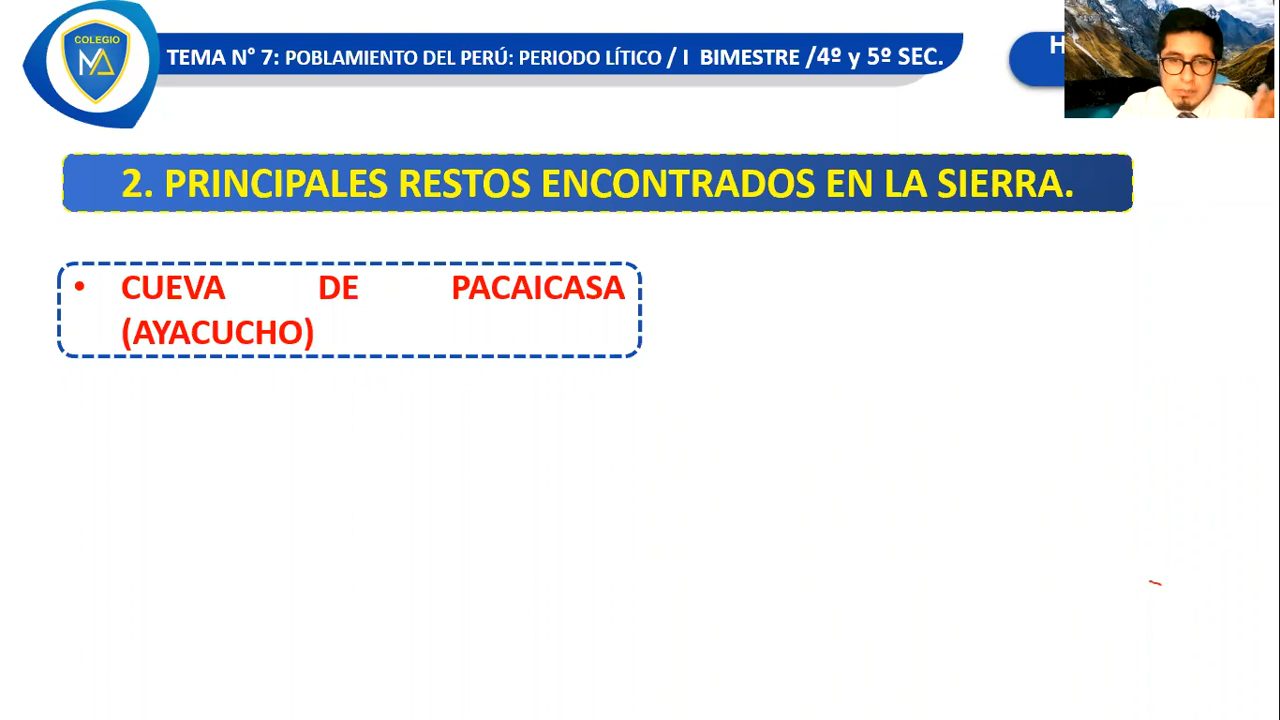 COLEGIO
MA
TEMA N° 7: POBLAMIENTO DEL PERÚ: PERIODO LÍTICO / I BIMESTRE /4º y 5º SEC.
H
2. PRINCIPALES RESTOS ENCONTRADOS EN LA SIERRA.
• CUEVA DE PACAICASA
(AYACUCHO)